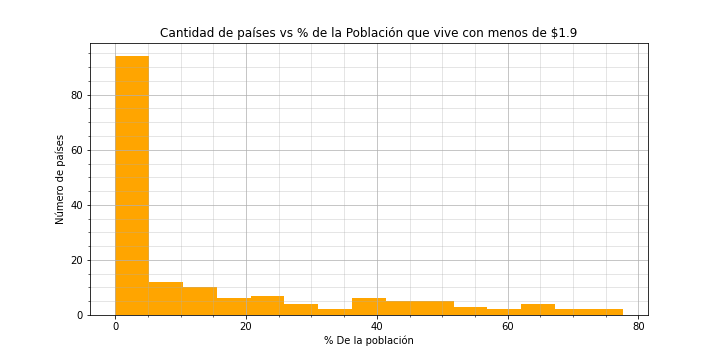 Cantidad de países vs % de la Población que vive con menos de $1.9
Número de países
80
60
40
20
0
0 20 40 60 80
% De la población